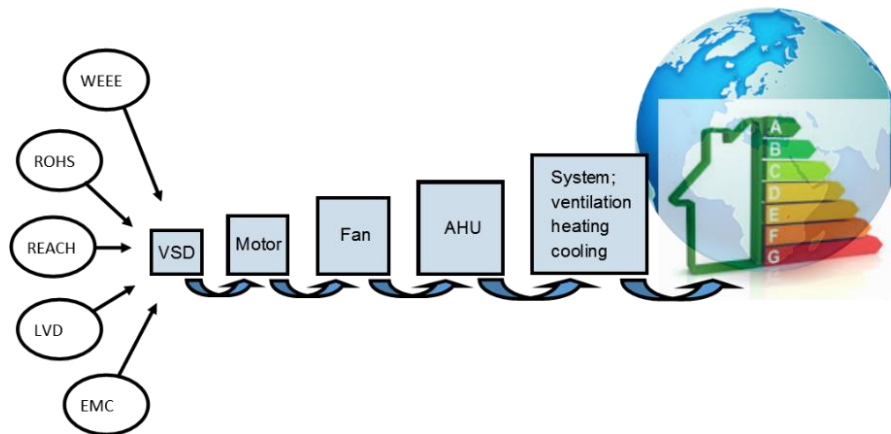 WEEE
ROHS
REACH
LVD
EMC
VSD
Motor
Fan
AHU
System;
ventilation
heating
cooling
A
B
C
D
E
F
G